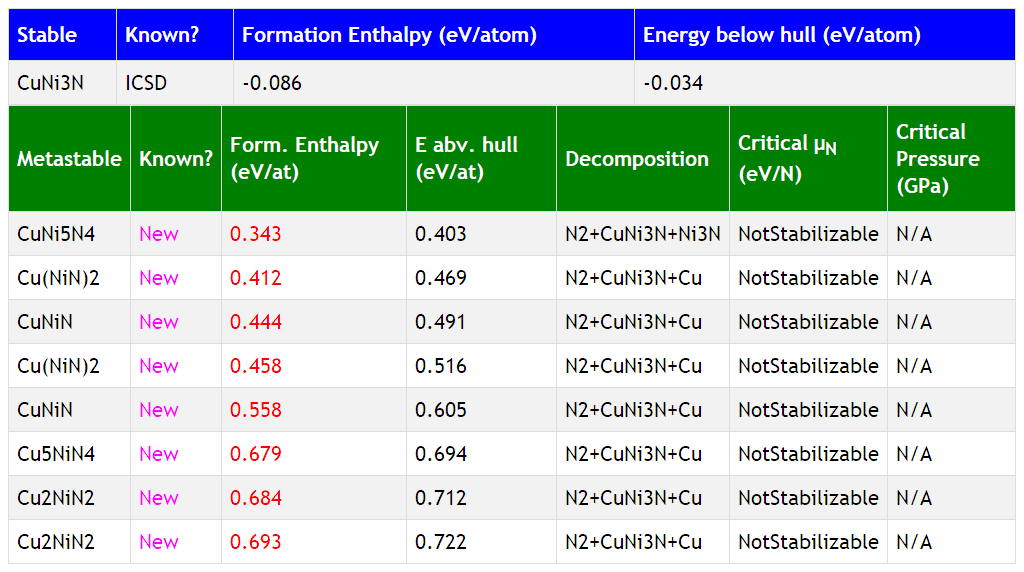 Stable Known? Formation Enthalpy (eV/atom) Energy below hull (eV/atom)
CuNi3N ICSD -0.086 -0.034
Metastable Known? Form. Enthalpy (eV/at) E abv. hull (eV/at) Decomposition Critical μN (eV/N) Critical Pressure (GPa)
CuNi5N4 New 0.343 0.403 N2+CuNi3N+Ni3N NotStabilizable N/A
Cu(NiN)2 New 0.412 0.469 N2+CuNi3N+Cu NotStabilizable N/A
CuNiN New 0.444 0.491 N2+CuNi3N+Cu NotStabilizable N/A
Cu(NiN)2 New 0.458 0.516 N2+CuNi3N+Cu NotStabilizable N/A
CuNiN New 0.558 0.605 N2+CuNi3N+Cu NotStabilizable N/A
Cu5NiN4 New 0.679 0.694 N2+CuNi3N+Cu NotStabilizable N/A
Cu2NiN2 New 0.684 0.712 N2+CuNi3N+Cu NotStabilizable N/A
Cu2NiN2 New 0.693 0.722 N2+CuNi3N+Cu NotStabilizable N/A